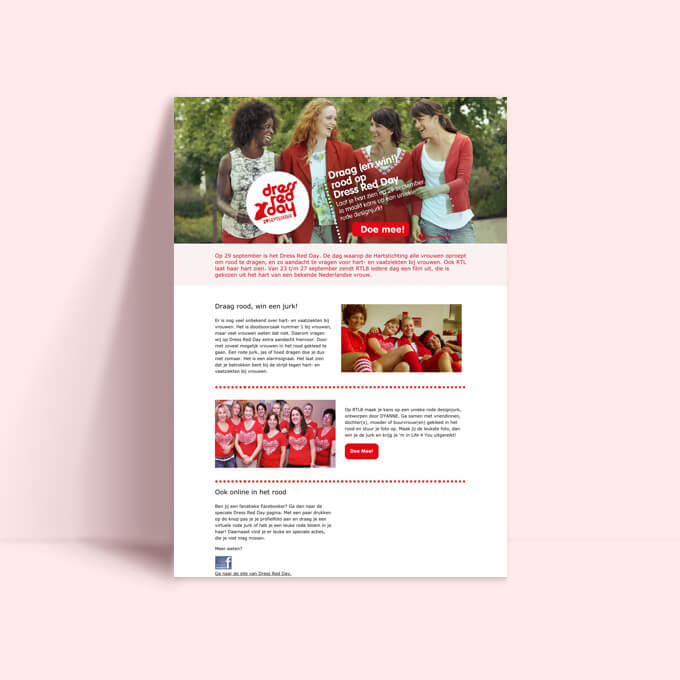 dress
red
day
29 SEPTEMBER
Draag (en win!)
rood op
Dress Red Day
Laat je hart zien op 29 september
en maak kans op een unieke
rode designjurk!
Doe mee!
Op 29 september is het Dress Red Day. De dag waarop de Hartstichting alle vrouwen oproept
om rood te dragen, en zo aandacht te vragen voor hart- en vaatziekten bij vrouwen. Ook RTL
laat haar hart zien. Van 23 t/m 27 september zendt RTL8 iedere dag een film uit, die is
gekozen uit het hart van een bekende Nederlandse vrouw.
Draag rood, win een jurk!
Er is nog veel onbekend over hart- en vaatziekten bij
vrouwen. Het is doodsoorzaak nummer 1 bij vrouwen,
maar veel vrouwen weten dat niet. Daarom vragen
wij op Dress Red Day extra aandacht hiervoor. Door
met zoveel mogelijk vrouwen in het rood gekleed te
gaan. Een rode jurk, jas of hoed dragen doe je dus
niet zomaar. Het is een alarmsignaal. Het laat zien
dat je betrokken bent bij de strijd tegen hart- en
vaatziekten bij vrouwen.
Op RTL8 maak je kans op een unieke rode designjurk,
ontworpen door DYANNE. Ga samen met vriendinnen,
dochter(s), moeder of buurvrouw(en) gekleed in het
rood en stuur je foto op. Maak jij de leukste foto, dan
win je de jurk en krijg je 'm in Life 4 You uitgereikt!
Doe Mee!
Ook online in het rood
Ben jij een fanatieke Facebooker? Ga dan naar de
speciale Dress Red Day pagina. Met een paar drukken
op de knop pas je je profielfoto aan en draag je een
virtuele rode jurk of heb je een leuke rode bloem in je
haar! Daarnaast vind je er leuke en speciale acties,
die je niet mag missen.
Meer weten?
f
Ga naar de site van Dress Red Day.